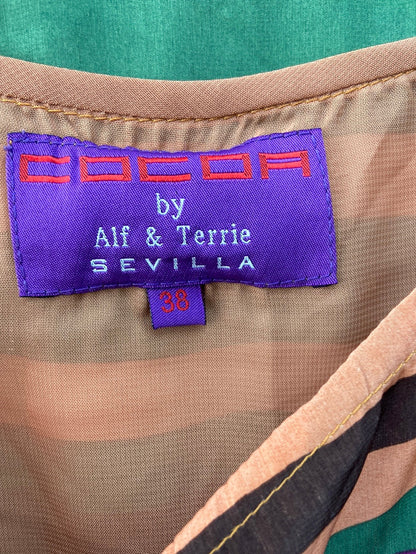 COCOA
by
Alf & Terrie
SEVILLA
38